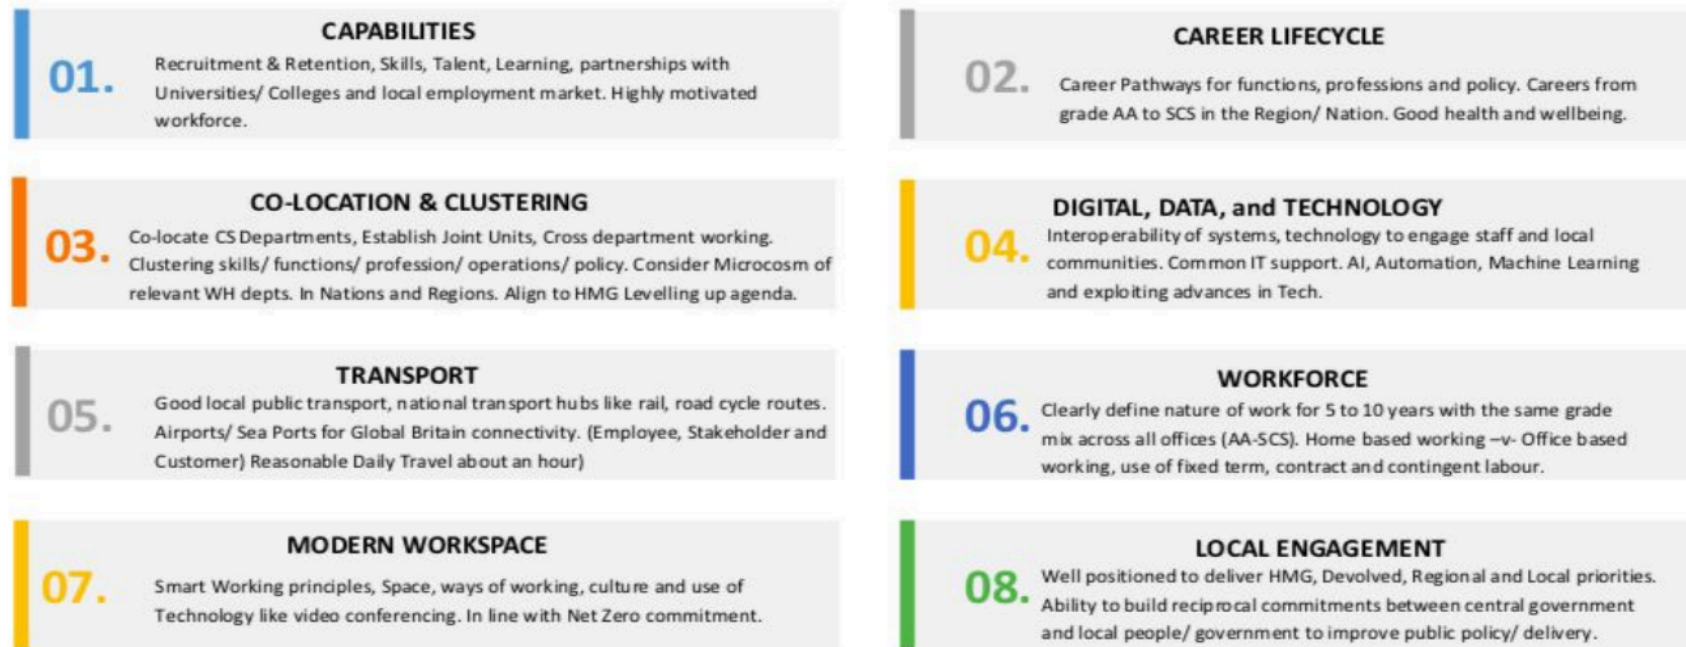 CAPABILITIES
01.
Recruitment & Retention, Skills, Talent, Learning, partnerships with
Universities/ Colleges and local employment market. Highly motivated
workforce.
CAREER LIFECYCLE
02.
Career Pathways for functions, professions and policy. Careers from
grade AA to SCS in the Region/ Nation. Good health and wellbeing.
CO-LOCATION & CLUSTERING
03.
Co-locate CS Departments, Establish Joint Units, Cross department working.
Clustering skills/ functions/ profession/ operations/ policy. Consider Microcosm of
relevant WH depts. In Nations and Regions. Align to HMG Levelling up agenda.
DIGITAL, DATA, and TECHNOLOGY
04.
Interoperability of systems, technology to engage staff and local
communities. Common IT support. AI, Automation, Machine Learning
and exploiting advances in Tech.
TRANSPORT
05.
Good local public transport, national transport hubs like rail, road cycle routes.
Airports/ Sea Ports for Global Britain connectivity. (Employee, Stakeholder and
Customer) Reasonable Daily Travel about an hour)
WORKFORCE
06.
Clearly define nature of work for 5 to 10 years with the same grade
mix across all offices (AA-SCS). Home based working –v- Office based
working, use of fixed term, contract and contingent labour.
MODERN WORKSPACE
07.
Smart Working principles, Space, ways of working, culture and use of
Technology like video conferencing. In line with Net Zero commitment.
LOCAL ENGAGEMENT
08.
Well positioned to deliver HMG, Devolved, Regional and Local priorities.
Ability to build reciprocal commitments between central government
and local people/ government to improve public policy/ delivery.